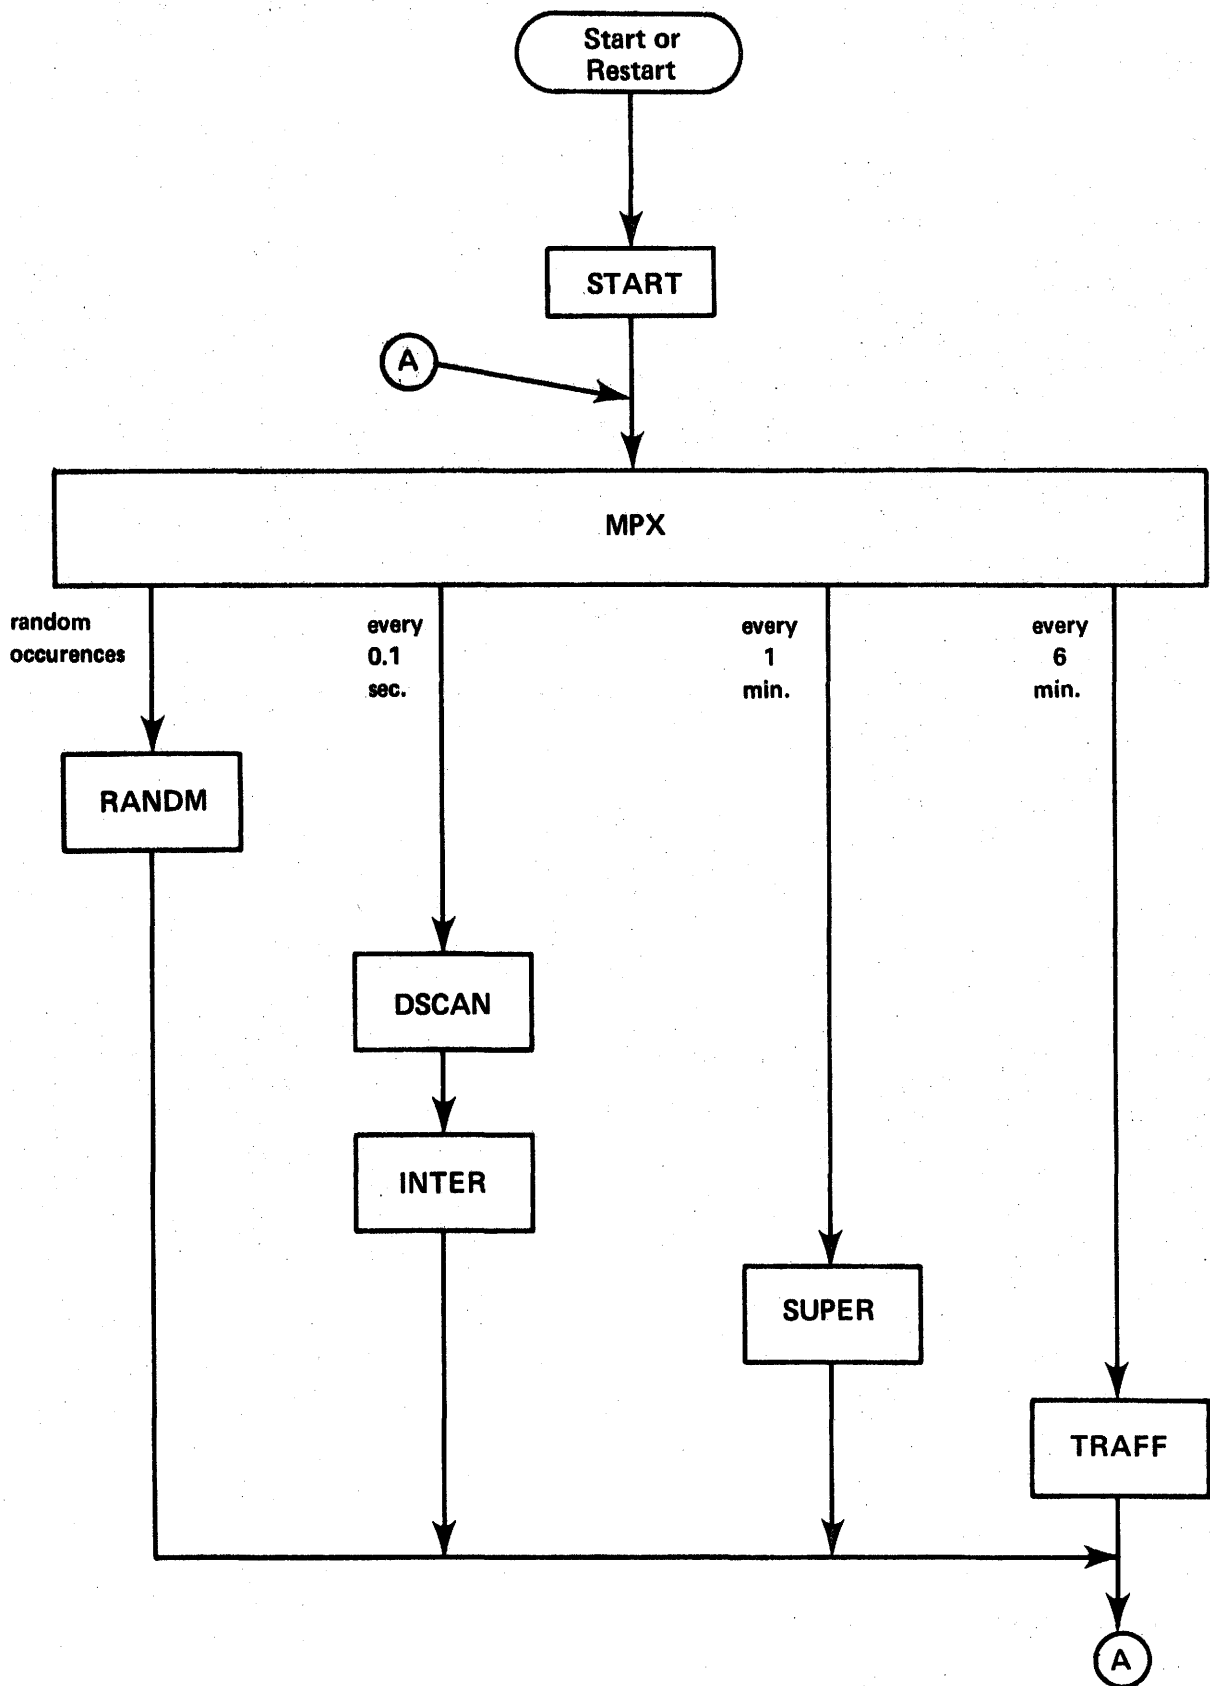 Start or
Restart
START
A
MPX
random
occurences
every
0.1
sec.
every
1
min.
every
6
min.
RANDM
DSCAN
INTER
SUPER
TRAFF
A